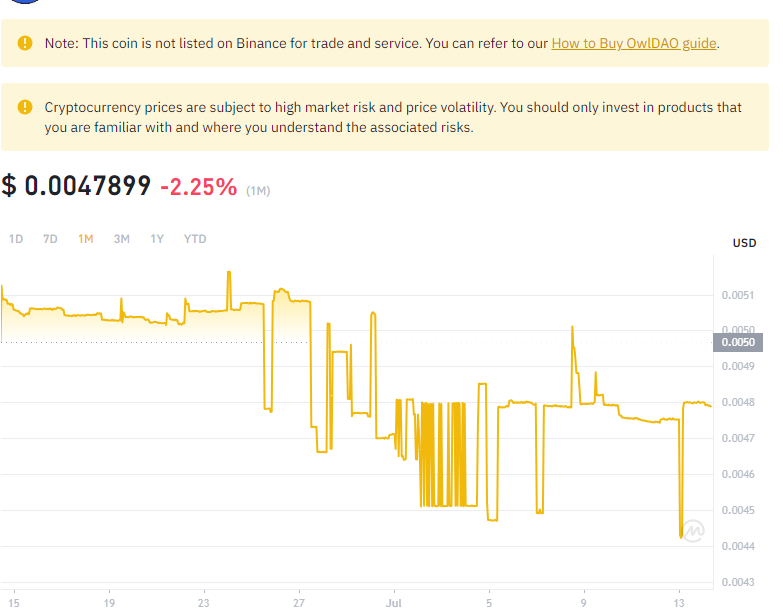 Note: This coin is not listed on Binance for trade and service. You can refer to our How to Buy OwlDAO guide.
Cryptocurrency prices are subject to high market risk and price volatility. You should only invest in products that
you are familiar with and where you understand the associated risks.
$ 0.0047899 -2.25% (1M)
1D 7D 1M 3M 1Y YTD
USD
0.0051
0.0050
0.0050
0.0049
0.0048
0.0047
0.0046
0.0045
0.0044
0.0043
15 19 23 27 Jul 5 9 13